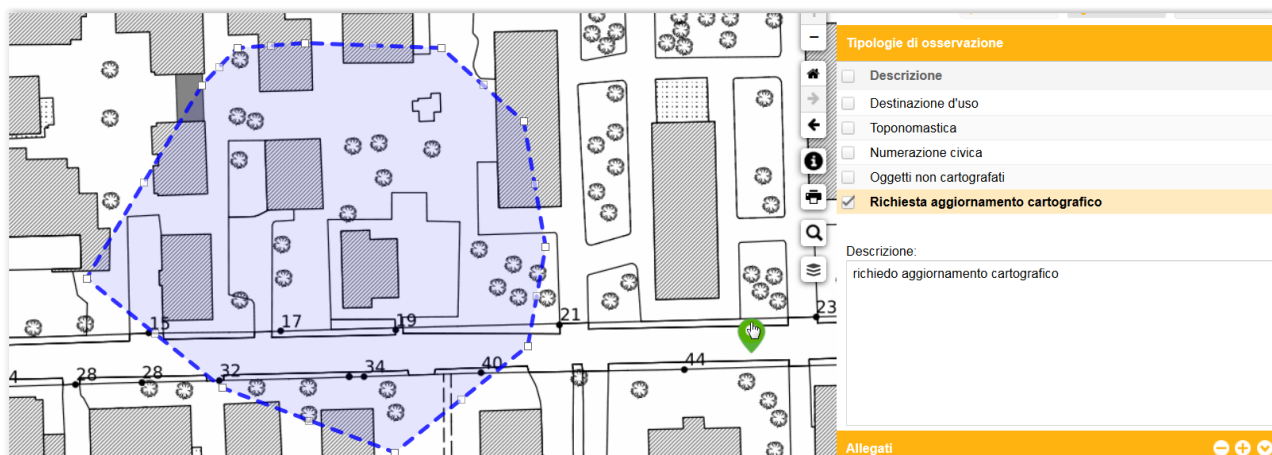 Tipologie di osservazione
Descrizione
Destinazione d'uso
Toponomastica
Numerazione civica
Oggetti non cartografati
Richiesta aggiornamento cartografico
Descrizione:
richiedo aggiornamento cartografico
Allegati
15
17
19
21
23
4
28
28
32
34
40
44